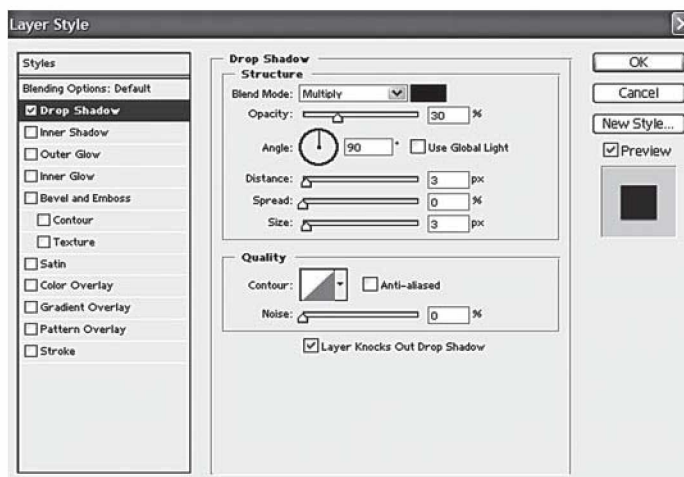 Layer Style
Styles
Blending Options: Default
Drop Shadow
Inner Shadow
Outer Glow
Inner Glow
Bevel and Emboss
Contour
Texture
Satin
Color Overlay
Gradient Overlay
Pattern Overlay
Stroke
Drop Shadow
Structure
Blend Mode: Multiply
Opacity: 30 %
Angle: 90 ° Use Global Light
Distance: 3 px
Spread: 0 %
Size: 3 px
Quality
Contour: Anti-aliased
Noise: 0 %
Layer Knocks Out Drop Shadow
OK
Cancel
New Style...
Preview